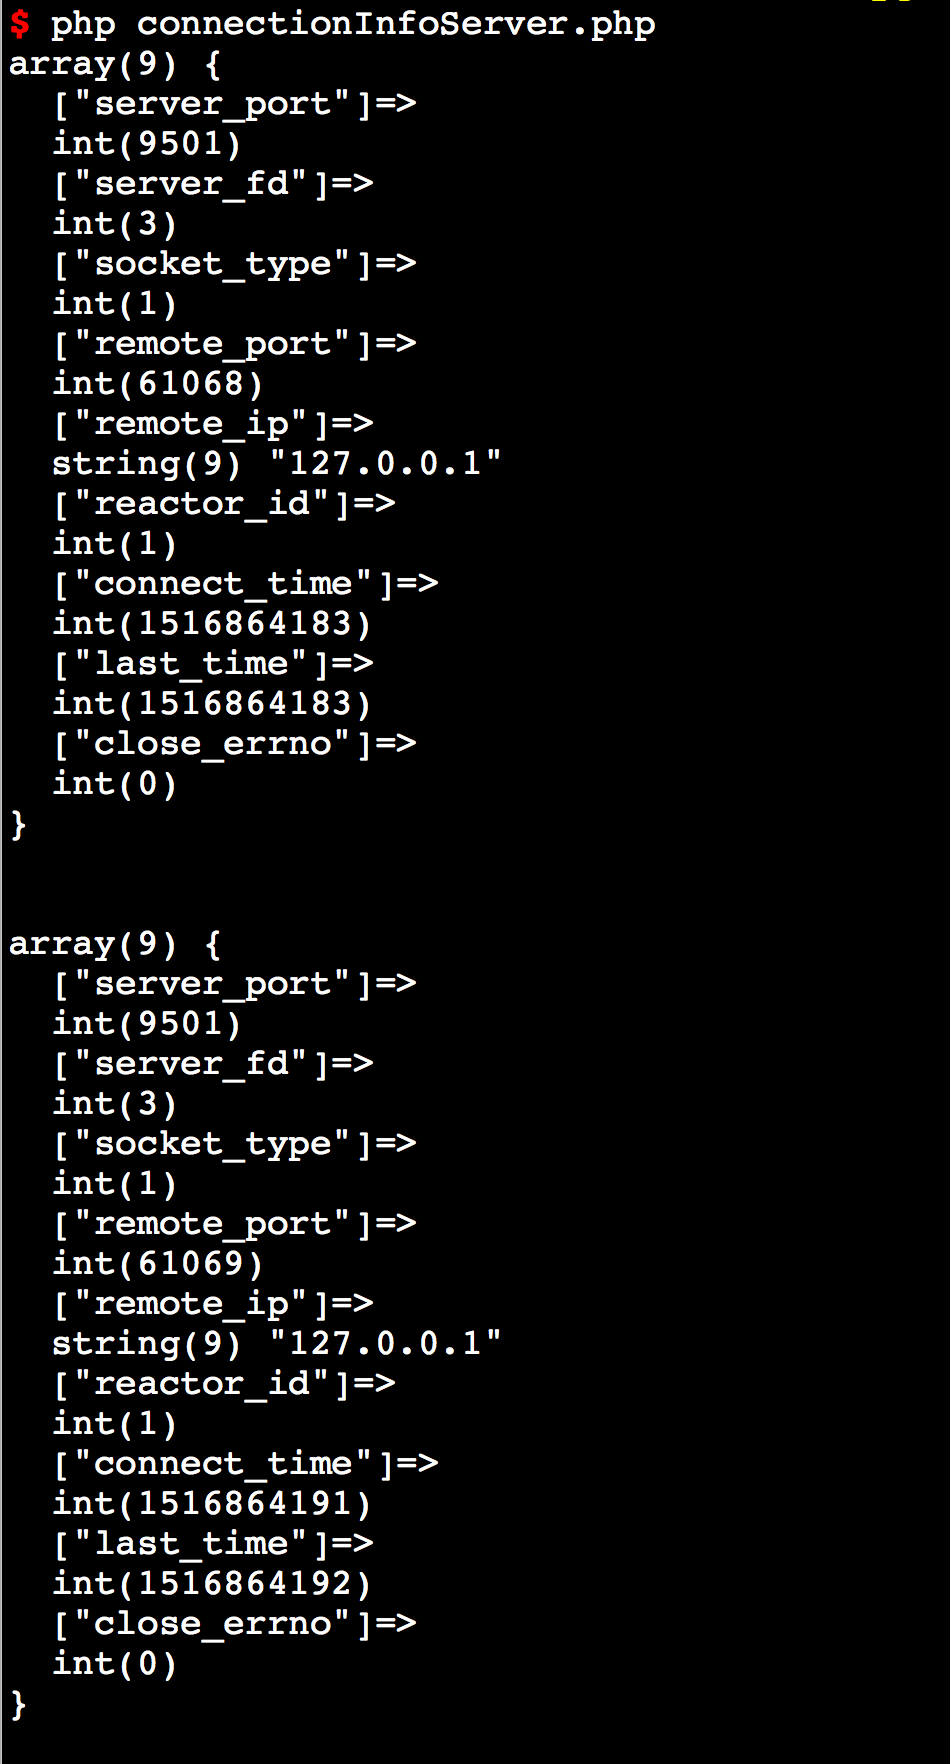 $ php connectionInfoServer.php
array(9) {
  ["server_port"]=>
  int(9501)
  ["server_fd"]=>
  int(3)
  ["socket_type"]=>
  int(1)
  ["remote_port"]=>
  int(61068)
  ["remote_ip"]=>
  string(9) "127.0.0.1"
  ["reactor_id"]=>
  int(1)
  ["connect_time"]=>
  int(1516864183)
  ["last_time"]=>
  int(1516864183)
  ["close_errno"]=>
  int(0)
}
array(9) {
  ["server_port"]=>
  int(9501)
  ["server_fd"]=>
  int(3)
  ["socket_type"]=>
  int(1)
  ["remote_port"]=>
  int(61069)
  ["remote_ip"]=>
  string(9) "127.0.0.1"
  ["reactor_id"]=>
  int(1)
  ["connect_time"]=>
  int(1516864191)
  ["last_time"]=>
  int(1516864192)
  ["close_errno"]=>
  int(0)
}